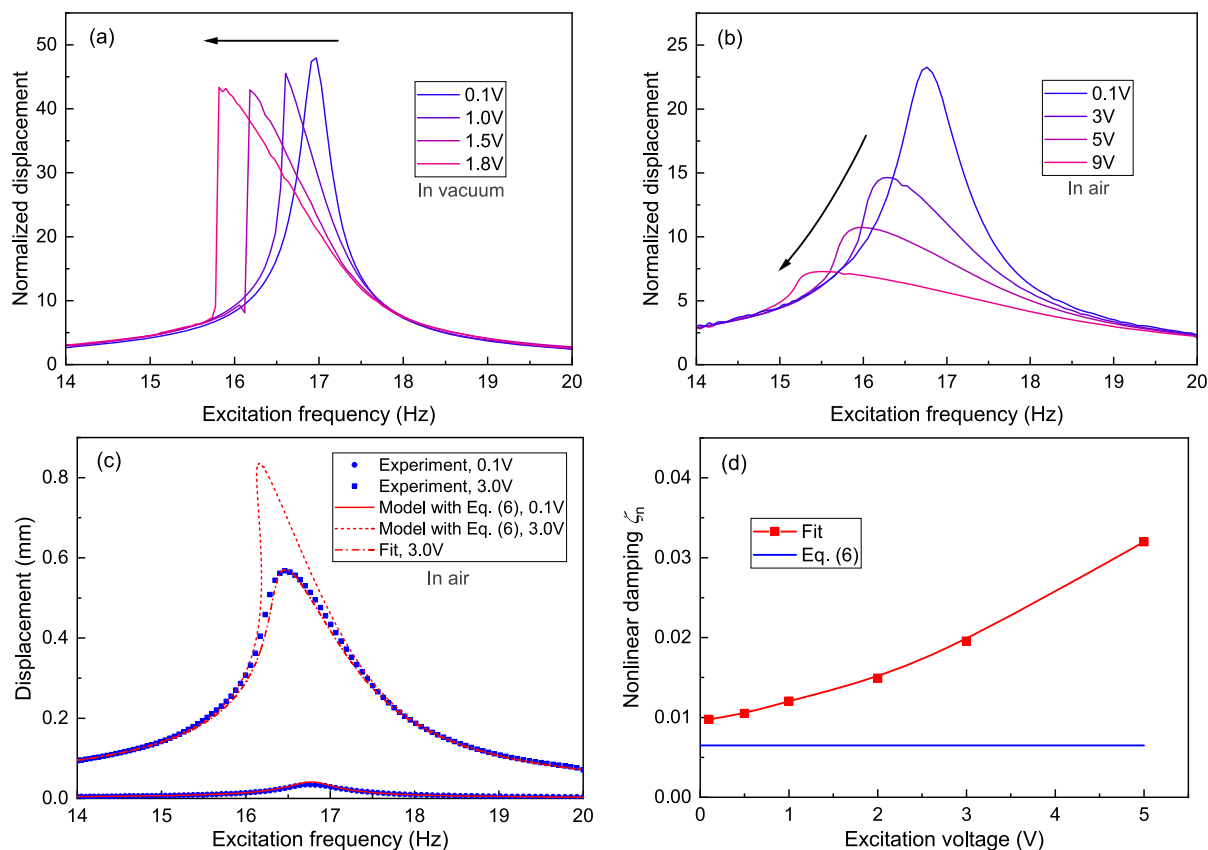 (a)
50
40
30
20
10
0
Normalized displacement
0.1V
1.0V
1.5V
1.8V
In vacuum
14 15 16 17 18 19 20
Excitation frequency (Hz)
(b)
25
20
15
10
5
0
Normalized displacement
0.1V
3V
5V
9V
In air
14 15 16 17 18 19 20
Excitation frequency (Hz)
(c)
0.8
0.6
0.4
0.2
0.0
Displacement (mm)
Experiment, 0.1V
Experiment, 3.0V
Model with Eq. (6), 0.1V
Model with Eq. (6), 3.0V
Fit, 3.0V
In air
14 15 16 17 18 19 20
Excitation frequency (Hz)
(d)
0.04
0.03
0.02
0.01
0.00
Nonlinear damping ζn
Fit
Eq. (6)
0 1 2 3 4 5
Excitation voltage (V)